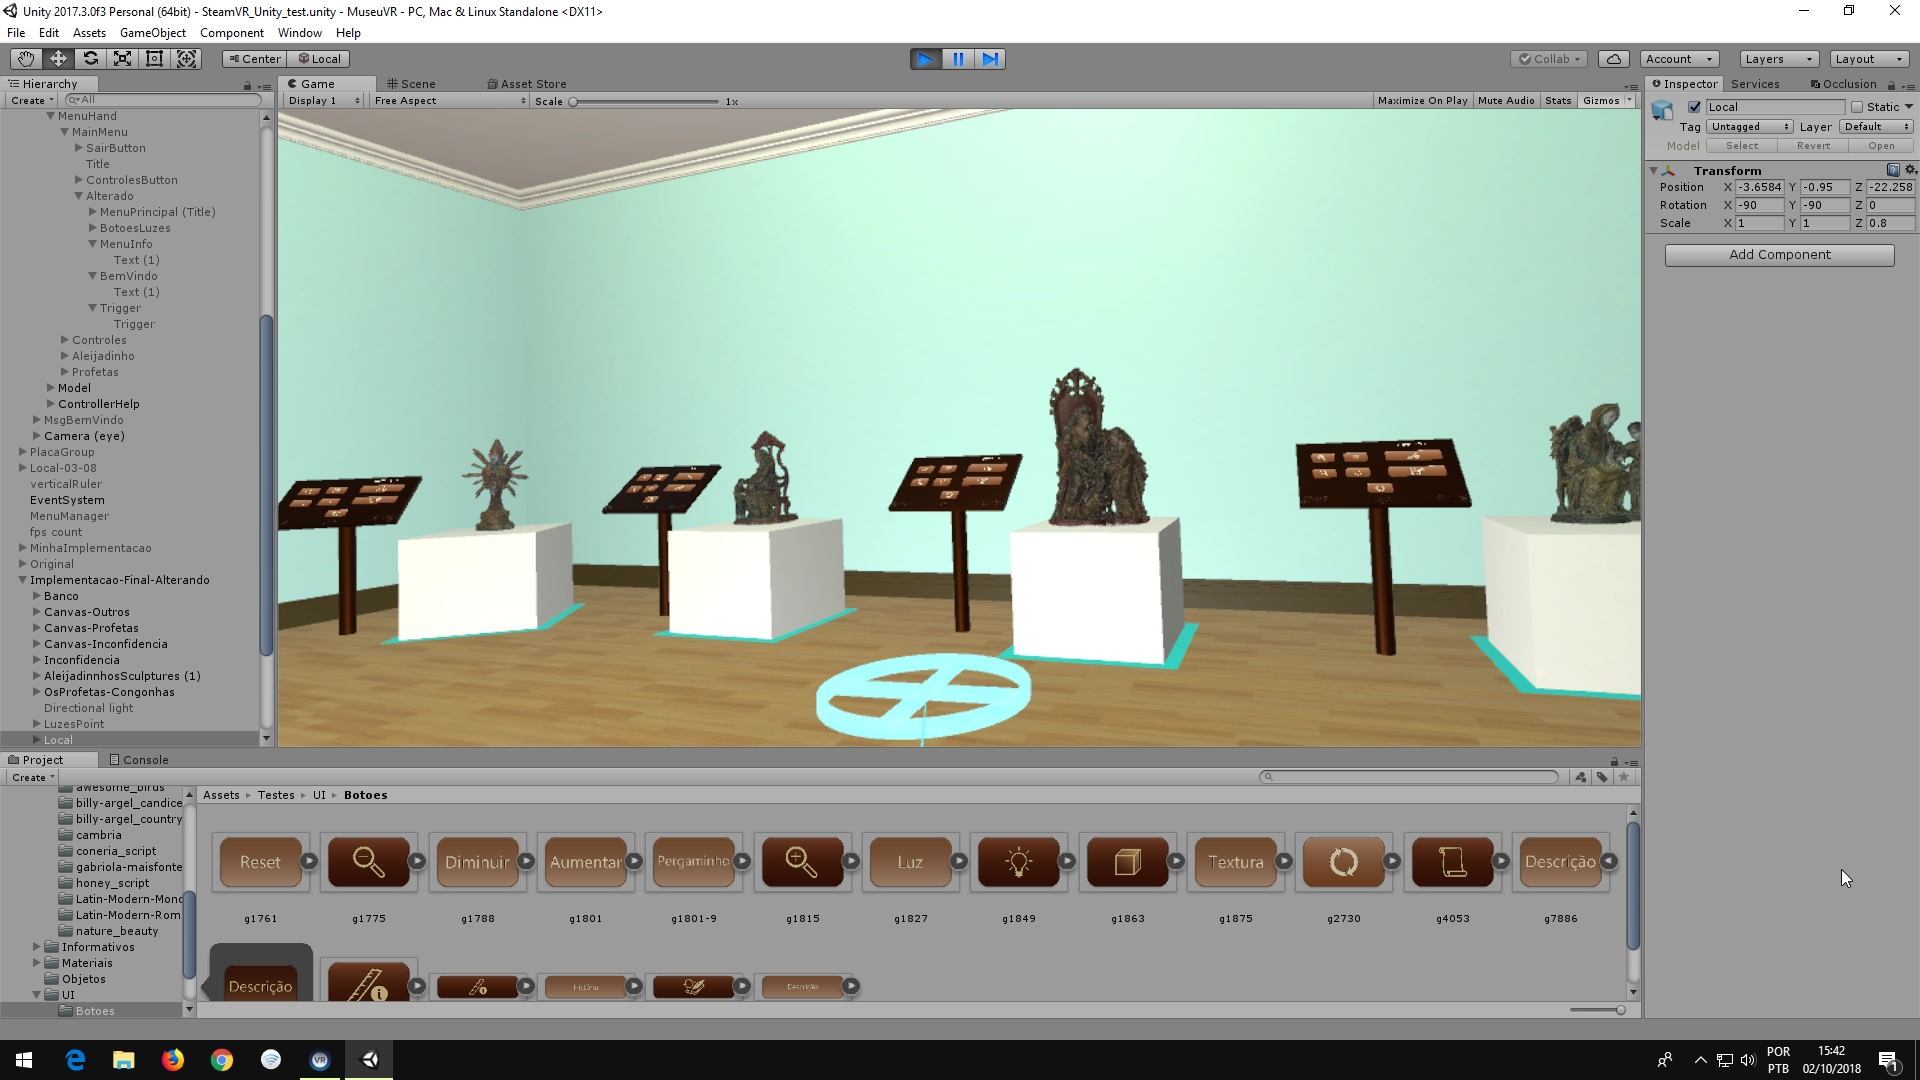 Unity 2017.3.0f3 Personal (64bit) - SteamVR_Unity_test.unity - MuseuVR - PC, Mac & Linux Standalone <DX11>
File Edit Assets GameObject Component Window Help
Center Local Collab Account Layers Layout
Hierarchy
Create All
MenuHand
MainMenu
SairButton
Title
ControlesButton
Alterado
MenuPrincipal (Title)
BotoesLuzes
MenuInfo
Text (1)
BemVindo
Text (1)
Trigger
Trigger
Controles
Aleijadinho
Profetas
Model
ControllerHelp
MsgBemVindo
Camera (eye)
PlacaGroup
Local-03-08
verticalRuler
EventSystem
MenuManager
fps count
MinhaImplementacao
Original
Implementacao-Final-Alterando
Banco
Canvas-Outros
Canvas-Profetas
Canvas-Inconfidencia
Inconfidencia
AleijadinnhosSculptures (1)
OsProfetas-Congonhas
Directional light
LuzesPoint
Local
Game Scene Asset Store
Display 1 Free Aspect Scale 1x Maximize On Play Mute Audio Stats Gizmos
Inspector Services Occlusion
Local Static
Tag Untagged Layer Default
Model Select Revert Open
Transform
Position X -3.6584 Y -0.95 Z -22.258
Rotation X -90 Y -90 Z 0
Scale X 1 Y 1 Z 0.8
Add Component
Project Console
Create
awesome_birds
billy-argel_candice
billy-argel_country
cambria
coneria_script
gabriola-maisfonte
honey_script
Latin-Modern-Mono
Latin-Modern-Rom
nature_beauty
Informativos
Materiais
Objetos
UI
Botoes
Assets Testes UI Botoes
Reset Diminuir Aumentar Pergaminho Luz Textura Descrição
g1761 g1775 g1788 g1801 g1801-9 g1815 g1827 g1849 g1863 g1875 g2730 g4053 g7886
Descrição História Descrição
VR
POR
PTB
15:42
02/10/2018
1